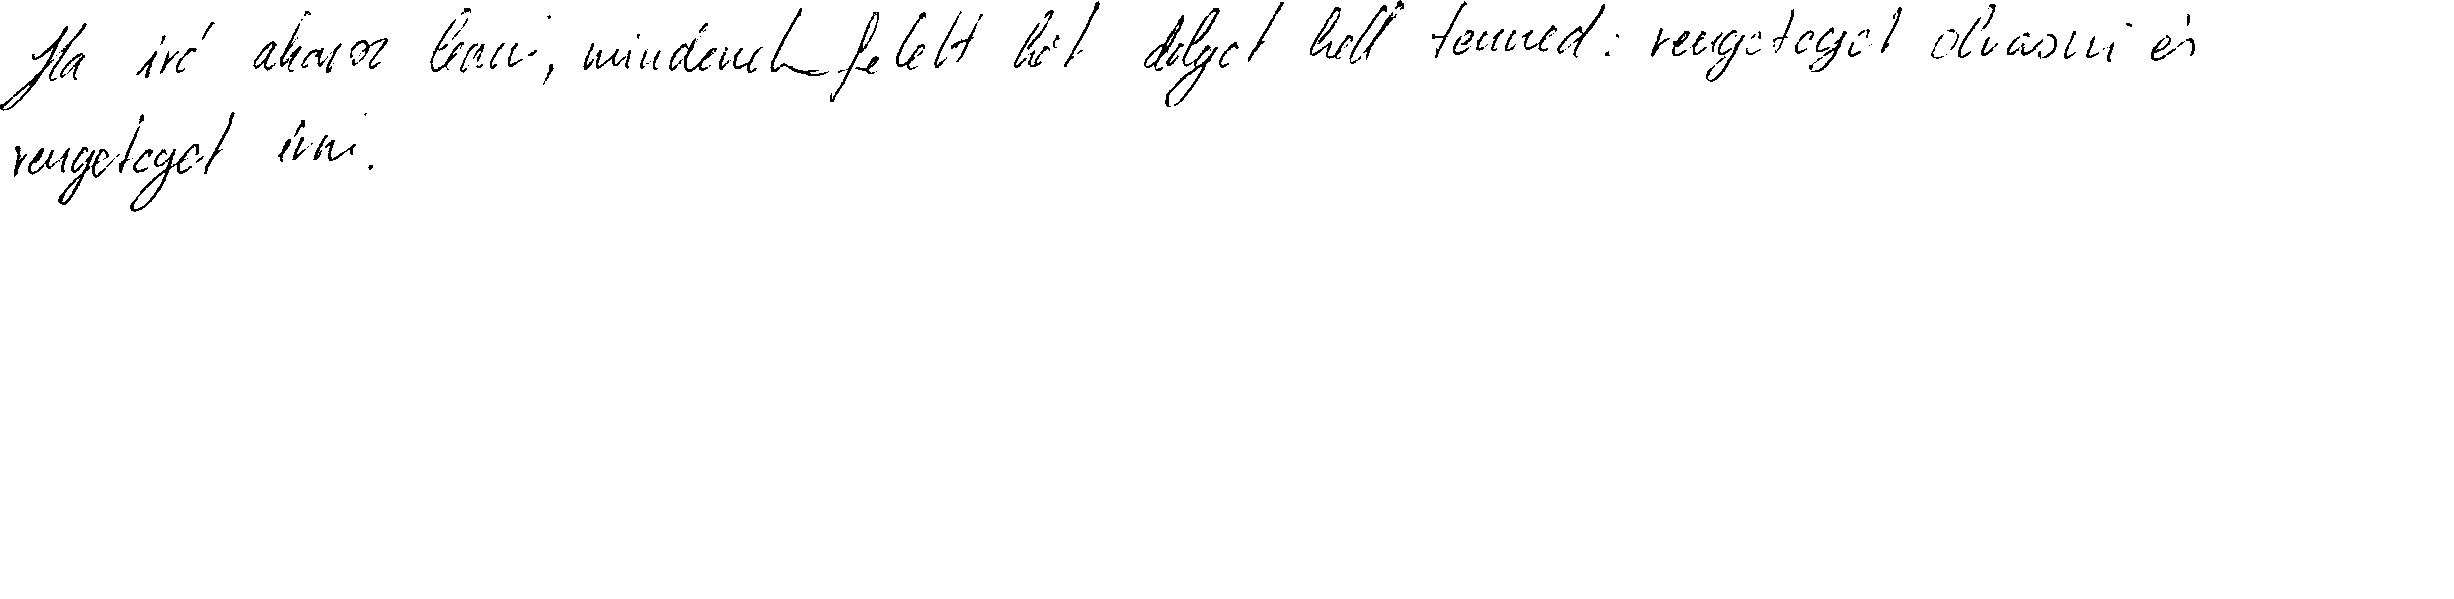 Ha író akarsz lenni, mindenek felett két dolgot kell tenned: rengeteget olvasni és
rengeteget írni.